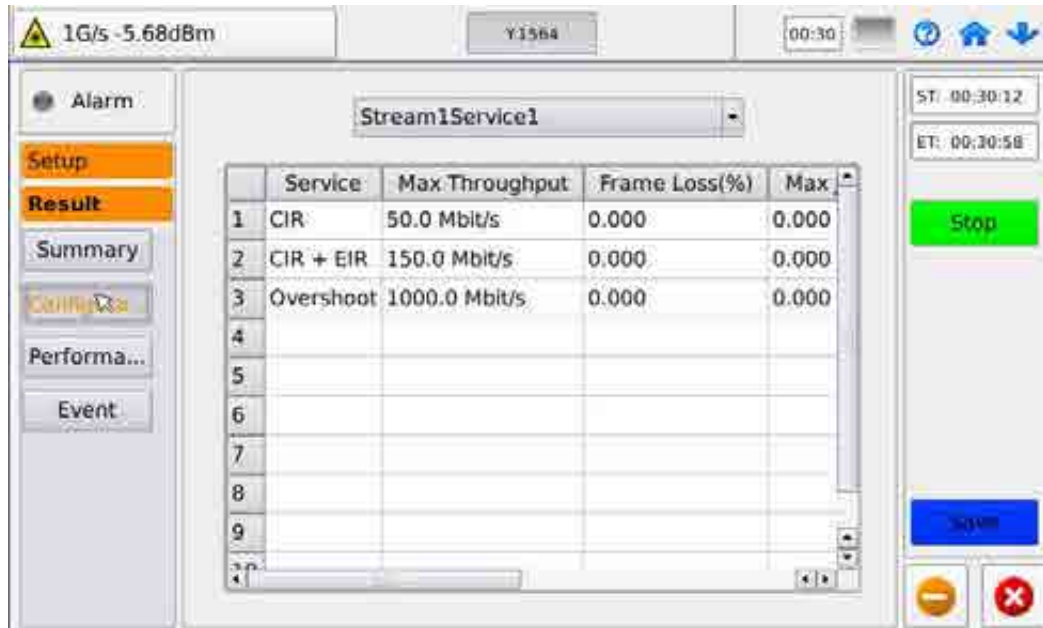 1G/s -5.68dBm
Y1564
00:30
Alarm
Setup
Result
Summary
Performa...
Event
Stream1Service1
Service Max Throughput Frame Loss(%) Max
1 CIR 50.0 Mbit/s 0.000 0.000
2 CIR + EIR 150.0 Mbit/s 0.000 0.000
3 Overshoot 1000.0 Mbit/s 0.000 0.000
4
5
6
7
8
9
10
ST: 00:30:12
ET: 00:30:58
Stop
Save